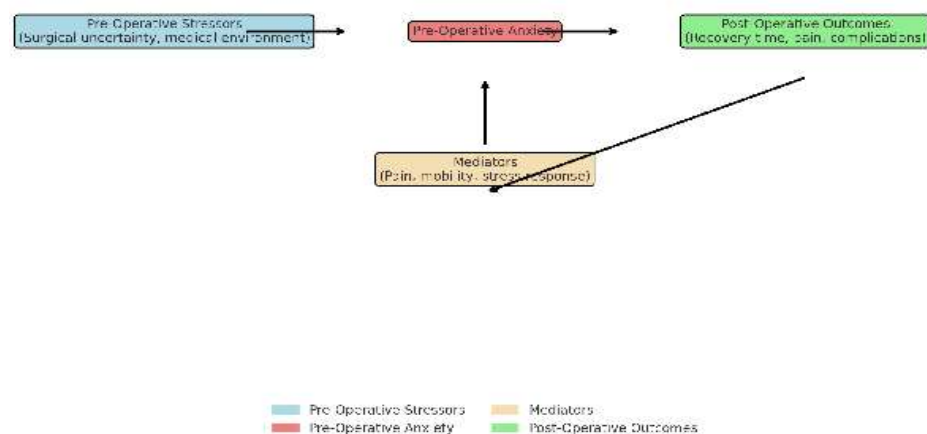 Pre Operative Stressors
(Surgical uncertainty, medical environment)
Pre-Operative Anxiety
Post-Operative Outcomes
(Recovery time, pain, complications)
Mediators
(Pain, mobility, stress response)
Pre-Operative Stressors
Pre-Operative Anxiety
Mediators
Post-Operative Outcomes